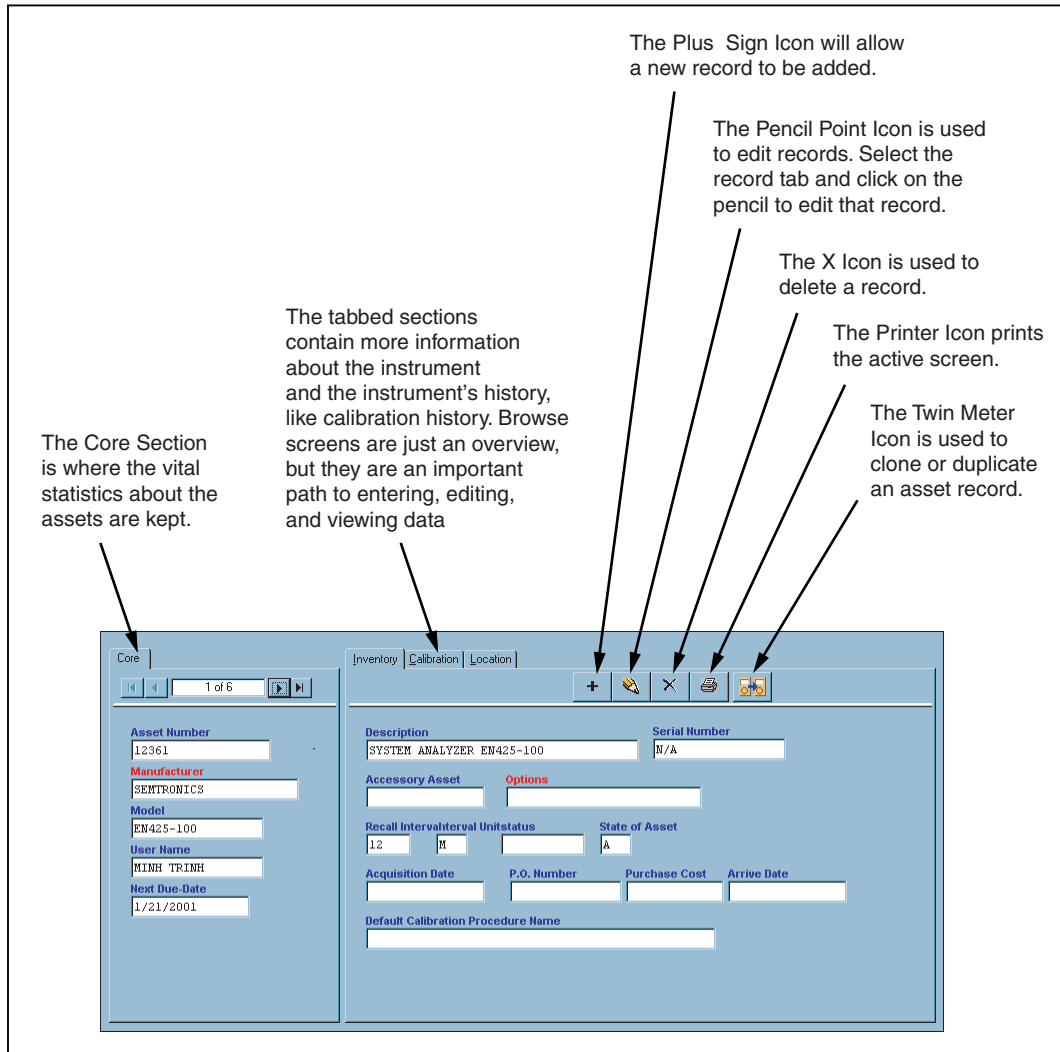 The Plus Sign Icon will allow
a new record to be added.
The Pencil Point Icon is used
to edit records. Select the
record tab and click on the
pencil to edit that record.
The X Icon is used to
delete a record.
The Printer Icon prints
the active screen.
The Twin Meter
Icon is used to
clone or duplicate
an asset record.
The tabbed sections
contain more information
about the instrument
and the instrument's history,
like calibration history. Browse
screens are just an overview,
but they are an important
path to entering, editing,
and viewing data
The Core Section
is where the vital
statistics about the
assets are kept.
Core
1 of 6
Asset Number
12361
Manufacturer
SEMTRONICS
Model
EN425-100
User Name
MINH TRINH
Next Due-Date
1/21/2001
Inventory Calibration Location
Description Serial Number
SYSTEM ANALYZER EN425-100 N/A
Accessory Asset Options
Recall Intervahterval Unitstatus State of Asset
12 M A
Acquisition Date P.O. Number Purchase Cost Arrive Date
Default Calibration Procedure Name